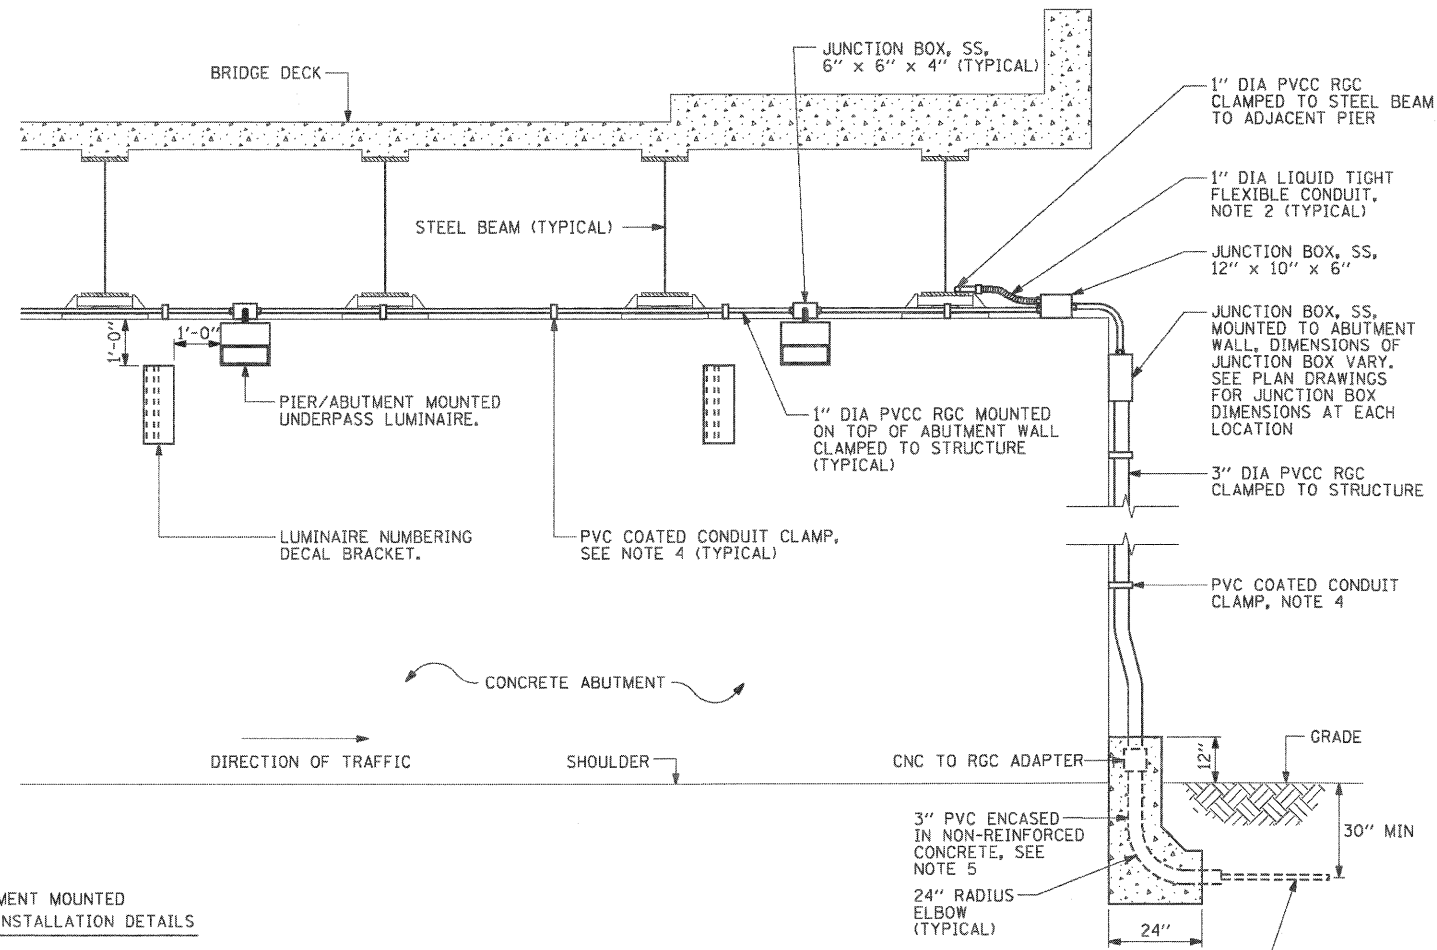 BRIDGE DECK
JUNCTION BOX, SS,
6" x 6" x 4" (TYPICAL)
1" DIA PVCC RGC
CLAMPED TO STEEL BEAM
TO ADJACENT PIER
1" DIA LIQUID TIGHT
FLEXIBLE CONDUIT,
NOTE 2 (TYPICAL)
STEEL BEAM (TYPICAL)
JUNCTION BOX, SS,
12" x 10" x 6"
JUNCTION BOX, SS,
MOUNTED TO ABUTMENT
WALL, DIMENSIONS OF
JUNCTION BOX VARY.
SEE PLAN DRAWINGS
FOR JUNCTION BOX
DIMENSIONS AT EACH
LOCATION
1'-0"
1'-0"
PIER/ABUTMENT MOUNTED
UNDERPASS LUMINAIRE.
1" DIA PVCC RGC MOUNTED
ON TOP OF ABUTMENT WALL
CLAMPED TO STRUCTURE
(TYPICAL)
3" DIA PVCC RGC
CLAMPED TO STRUCTURE
LUMINAIRE NUMBERING
DECAL BRACKET.
PVC COATED CONDUIT CLAMP,
SEE NOTE 4 (TYPICAL)
PVC COATED CONDUIT
CLAMP, NOTE 4
CONCRETE ABUTMENT
DIRECTION OF TRAFFIC
SHOULDER
CNC TO RGC ADAPTER
12"
GRADE
3" PVC ENCASED
IN NON-REINFORCED
CONCRETE, SEE
NOTE 5
30" MIN
24" RADIUS
ELBOW
(TYPICAL)
24"
MENT MOUNTED
NSTALLATION DETAILS